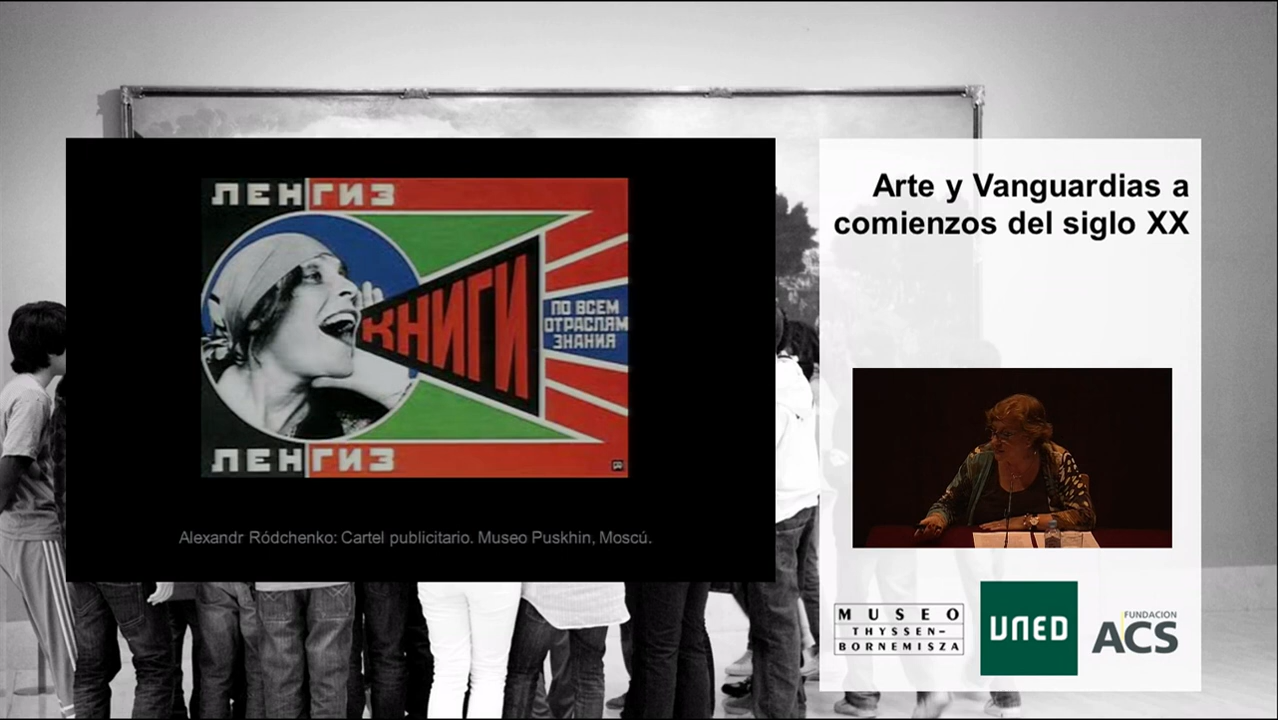 ЛЕНГИЗ
КНИГИ
ПО ВСЕМ
ОТРАСЛЯМ
ЗНАНИЯ
ЛЕНГИЗ
Alexandr Ródchenko: Cartel publicitario. Museo Puskhin, Moscú.
Arte y Vanguardias a
comienzos del siglo XX
MUSEO
THYSSEN-
BORNEMISZA
UNED
FUNDACION
ACS